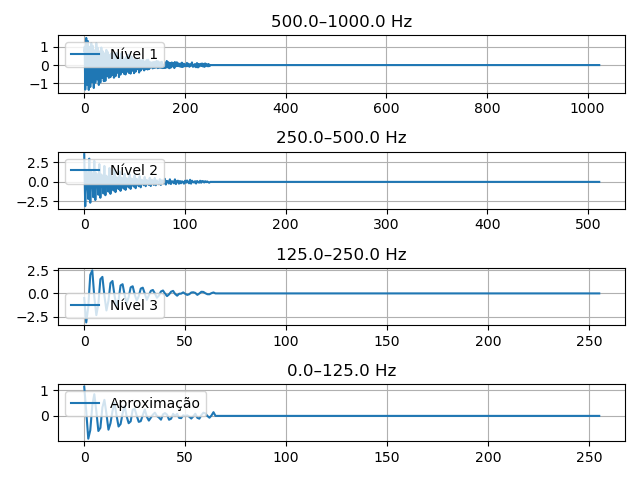 500.0–1000.0 Hz
1
0
−1
Nível 1
0 200 400 600 800 1000
250.0–500.0 Hz
2.5
0.0
−2.5
Nível 2
0 100 200 300 400 500
125.0–250.0 Hz
2.5
0.0
−2.5
Nível 3
0 50 100 150 200 250
0.0–125.0 Hz
1
0
Aproximação
0 50 100 150 200 250